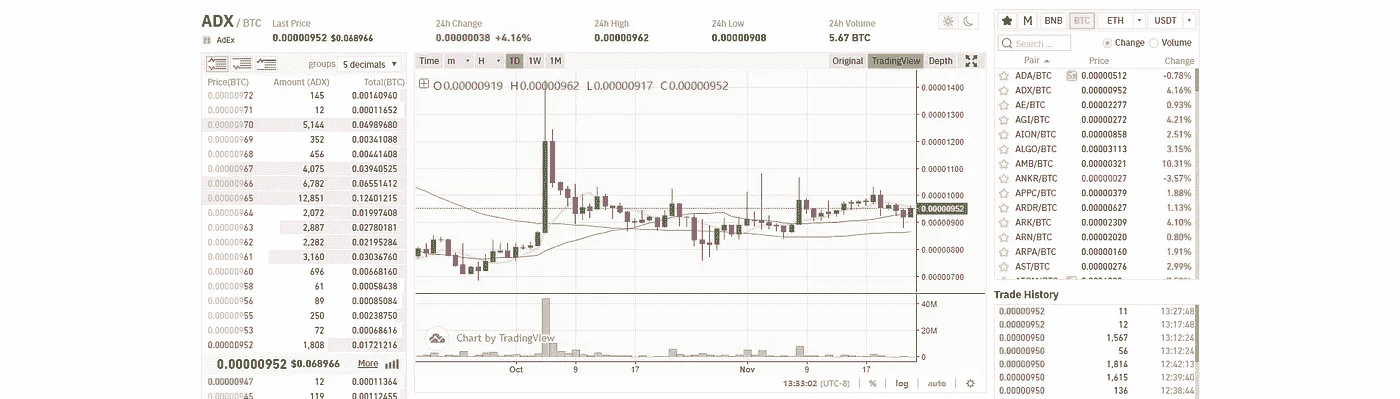 ADX / BTC
AdEx
Last Price
0.00000952 $0.068966
24h Change
0.00000038 +4.16%
24h High
0.00000962
24h Low
0.00000908
24h Volume
5.67 BTC
groups 5 decimals
Price(BTC) Amount (ADX) Total(BTC)
0.00000972 145 0.00140940
0.00000971 12 0.00011652
0.00000970 5,144 0.04989680
0.00000969 352 0.00341088
0.00000968 456 0.00441408
0.00000967 4,075 0.03940525
0.00000966 6,782 0.06551412
0.00000965 12,851 0.12401215
0.00000964 2,072 0.01997408
0.00000963 2,887 0.02780181
0.00000962 2,282 0.02195284
0.00000961 3,160 0.03036760
0.00000960 696 0.00668160
0.00000958 61 0.00058438
0.00000956 89 0.00085084
0.00000955 250 0.00238750
0.00000953 72 0.00068616
0.00000952 1,808 0.01721216
0.00000952 $0.068966 More
0.00000947 12 0.00011364
0.00000945 119 0.00112455
Time m H 1D 1W 1M Original TradingView Depth
O 0.00000919 H 0.00000962 L 0.00000917 C 0.00000952
0.00001400
0.00001300
0.00001200
0.00001100
0.00001000
0.00000952
0.00000900
0.00000800
0.00000700
40M
20M
0
Chart by TradingView
Oct 9 17 Nov 9 17
13:33:02 (UTC-8) % log auto
M BNB BTC ETH USDT
Search ... Change Volume
Pair Price Change
ADA/BTC 5x 0.00000512 -0.78%
ADX/BTC 0.00000952 4.16%
AE/BTC 0.00002277 0.93%
AGI/BTC 0.00000272 4.21%
AION/BTC 0.00000858 2.51%
ALGO/BTC 0.00003113 3.15%
AMB/BTC 0.00000321 10.31%
ANKR/BTC 0.00000027 -3.57%
APPC/BTC 0.00000379 1.88%
ARDR/BTC 0.00000627 1.13%
ARK/BTC 0.00002309 4.10%
ARN/BTC 0.00002020 0.80%
ARPA/BTC 0.00000160 1.91%
AST/BTC 0.00000276 2.99%
Trade History
0.00000952 11 13:27:48
0.00000952 12 13:17:48
0.00000950 1,567 13:12:24
0.00000950 56 13:12:24
0.00000950 1,814 12:42:13
0.00000950 1,615 12:39:40
0.00000950 136 12:38:44